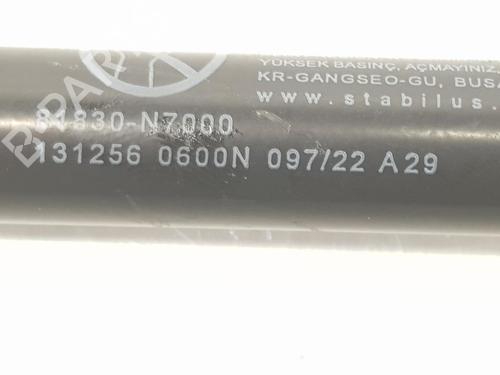 YÜKSEK BASINÇ, AÇMAYINIZ
KR-GANGSEO-GU, BUSA
www.stabilus.
81830-N7000
131256 0600N 097/22 A29